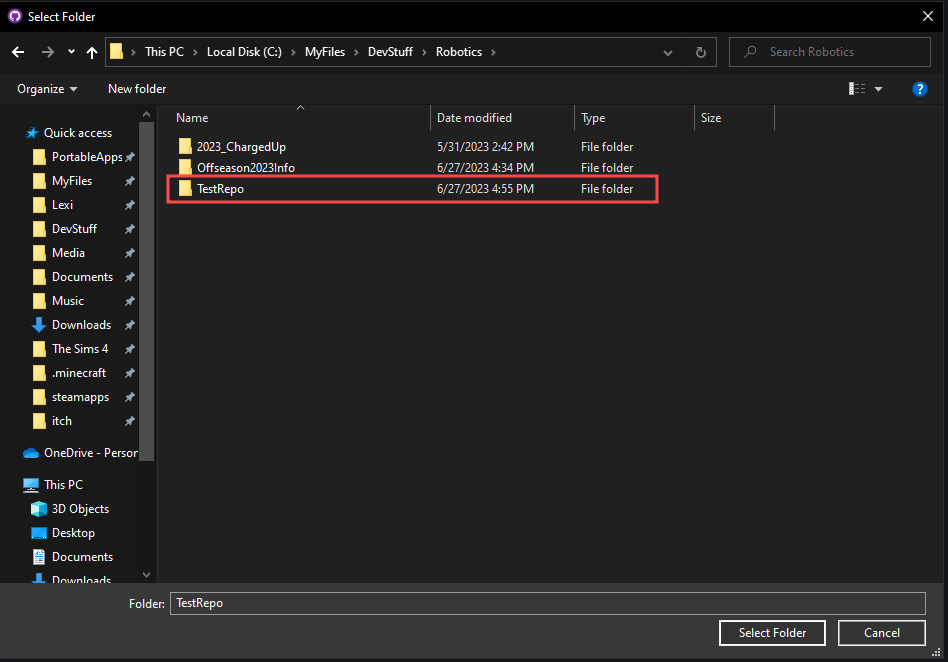 Select Folder
This PC > Local Disk (C:) > MyFiles > DevStuff > Robotics >
Search Robotics
Organize
New folder
?
Name
Date modified
Type
Size
2023_ChargedUp 5/31/2023 2:42 PM File folder
Offseason2023Info 6/27/2023 4:34 PM File folder
TestRepo 6/27/2023 4:55 PM File folder
Quick access
PortableApps
MyFiles
Lexi
DevStuff
Media
Documents
Music
Downloads
The Sims 4
.minecraft
steamapps
itch
OneDrive - Person
This PC
3D Objects
Desktop
Documents
Downloads
Folder: TestRepo
Select Folder
Cancel